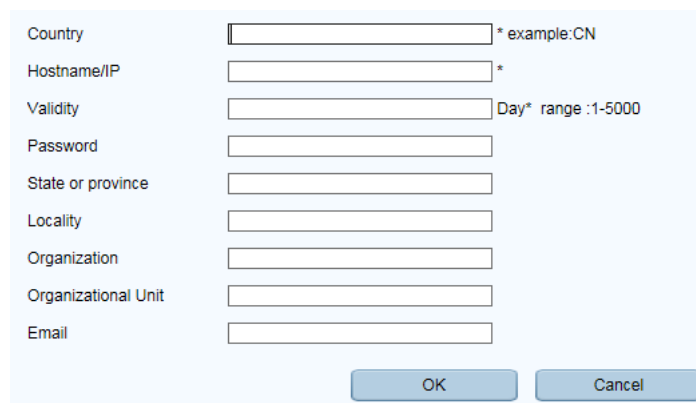 Country * example:CN
Hostname/IP *
Validity Day* range :1-5000
Password
State or province
Locality
Organization
Organizational Unit
Email
OK Cancel